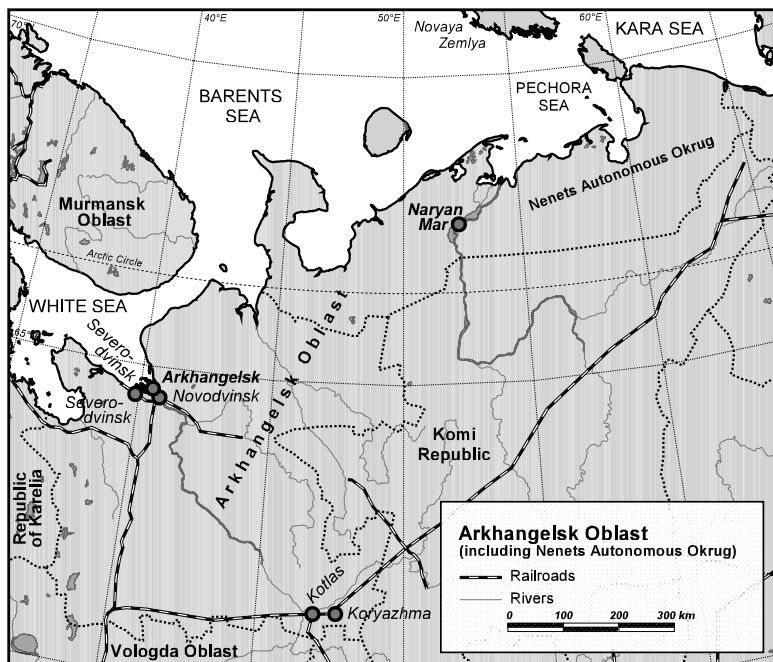 70°
40°E
50°E
60°E
Novaya
Zemlya
KARA SEA
BARENTS
SEA
PECHORA
SEA
Nenets Autonomous Okrug
Murmansk
Oblast
Naryan
Mar
Arctic Circle
WHITE SEA
65°
Severo-
dvinsk
Arkhangelsk
Novodvinsk
Severo-
dvinsk
Arkhangelsk Oblast
Komi
Republic
Republic
of Karelia
Kotlas
Koryazhma
Vologda Oblast
Arkhangelsk Oblast
(including Nenets Autonomous Okrug)
Railroads
Rivers
0 100 200 300 km